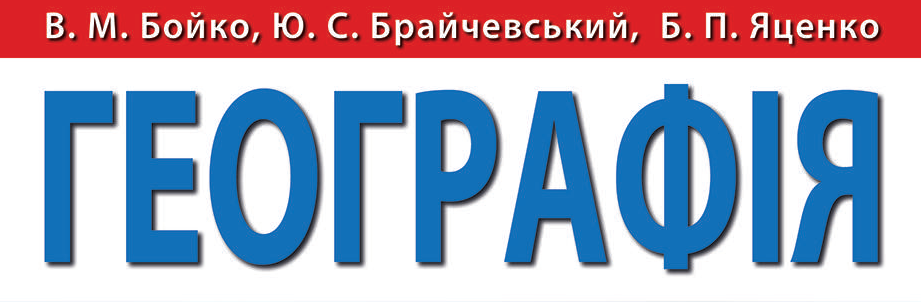 В. М. Бойко, Ю. С. Брайчевський, Б. П. Яценко
ГЕОГРАФІЯ